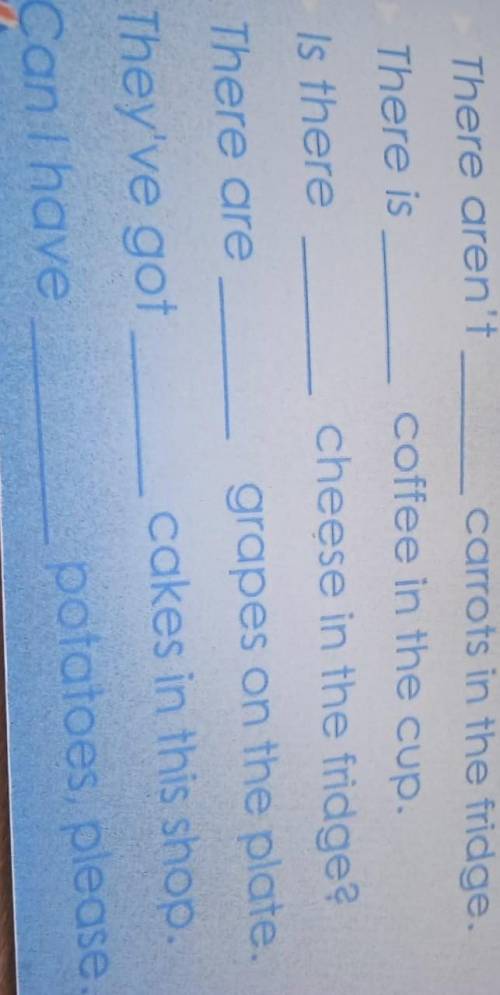 There aren't ______ carrots in the fridge.
There is ______ coffee in the cup.
Is there ______ cheese in the fridge?
There are ______ grapes on the plate.
They've got ______ cakes in this shop.
Can I have ______ potatoes, please.